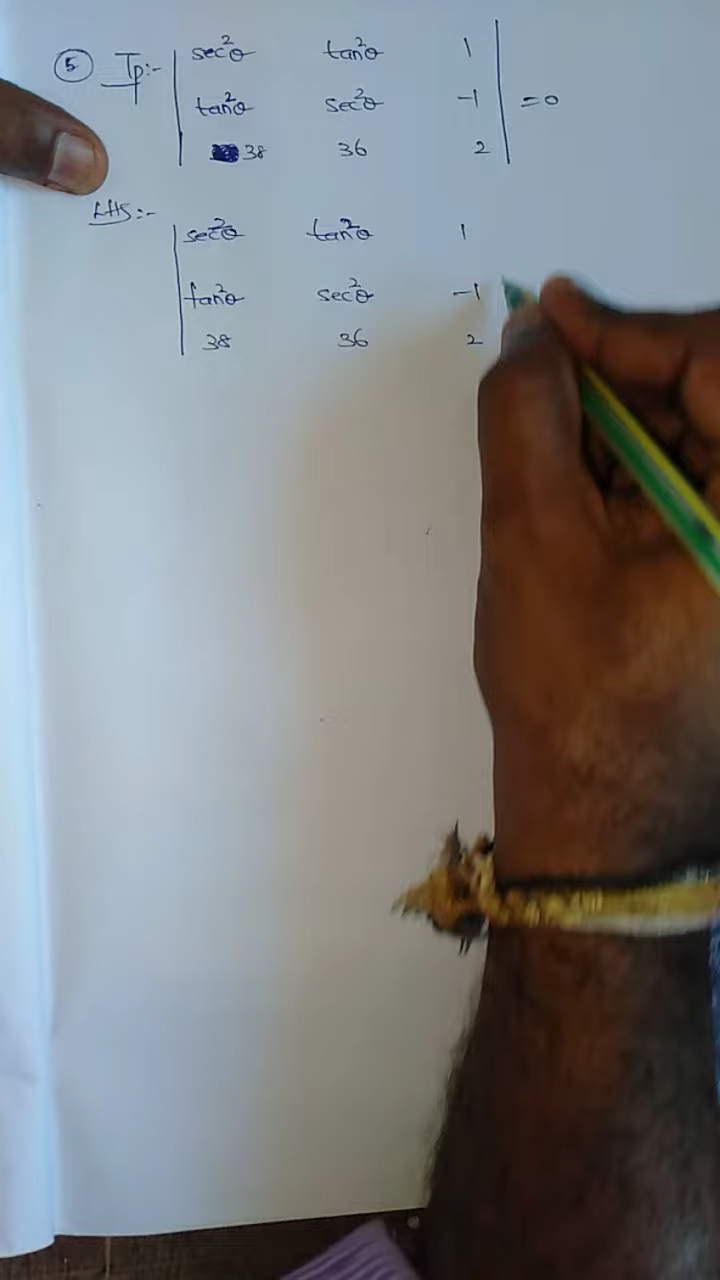 ⑤ Tp:- | sec²θ tan²θ 1 |
| tan²θ sec²θ -1 | = 0
| 38 36 2 |
LHS:-
| sec²θ tan²θ 1
| tan²θ sec²θ -1
| 38 36 2